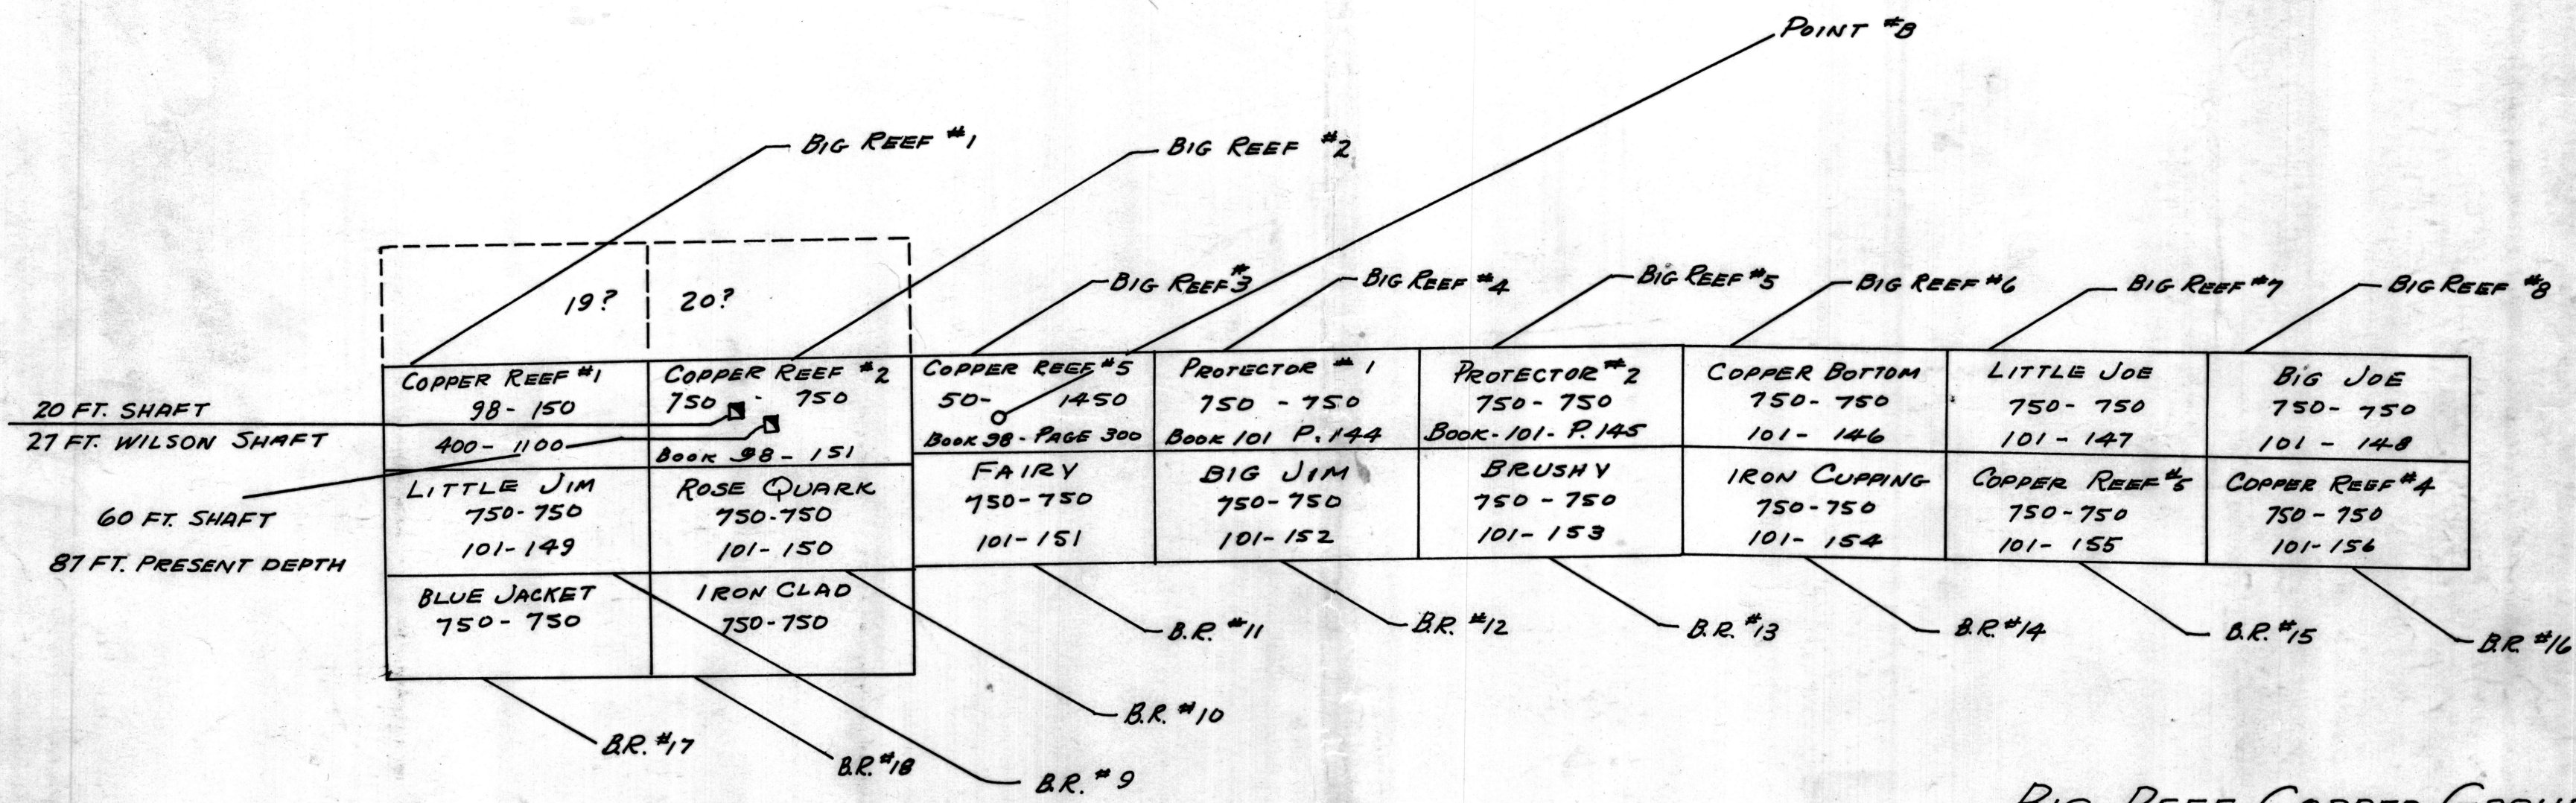 POINT #B
BIG REEF #1
BIG REEF #2
BIG REEF #3
BIG REEF #4
BIG REEF #5
BIG REEF #6
BIG REEF #7
BIG REEF #8
19?
20?
COPPER REEF #1
98-150
400-1100
COPPER REEF #2
750 - 750
BOOK 98-151
COPPER REEF #5
50- 1450
BOOK 98-PAGE 300
PROTECTOR #1
750 - 750
BOOK 101 P. 144
PROTECTOR #2
750-750
BOOK-101-P. 145
COPPER BOTTOM
750-750
101- 146
LITTLE JOE
750-750
101-147
BIG JOE
750-750
101-148
20 FT. SHAFT
27 FT. WILSON SHAFT
60 FT. SHAFT
87 FT. PRESENT DEPTH
LITTLE JIM
750-750
101-149
ROSE QUARK
750-750
101-150
FAIRY
750-750
101-151
BIG JIM
750-750
101-152
BRUSHY
750-750
101-153
IRON CUPPING
750-750
101- 154
COPPER REEF #5
750-750
101-155
COPPER REEF #4
750-750
101-156
BLUE JACKET
750-750
IRON CLAD
750-750
B.R. #11
B.R. #12
B.R. #13
B.R. #14
B.R. #15
B.R. #16
B.R. #10
B.R. #17
B.R. #18
B.R. #9
BIG REEF COPPER